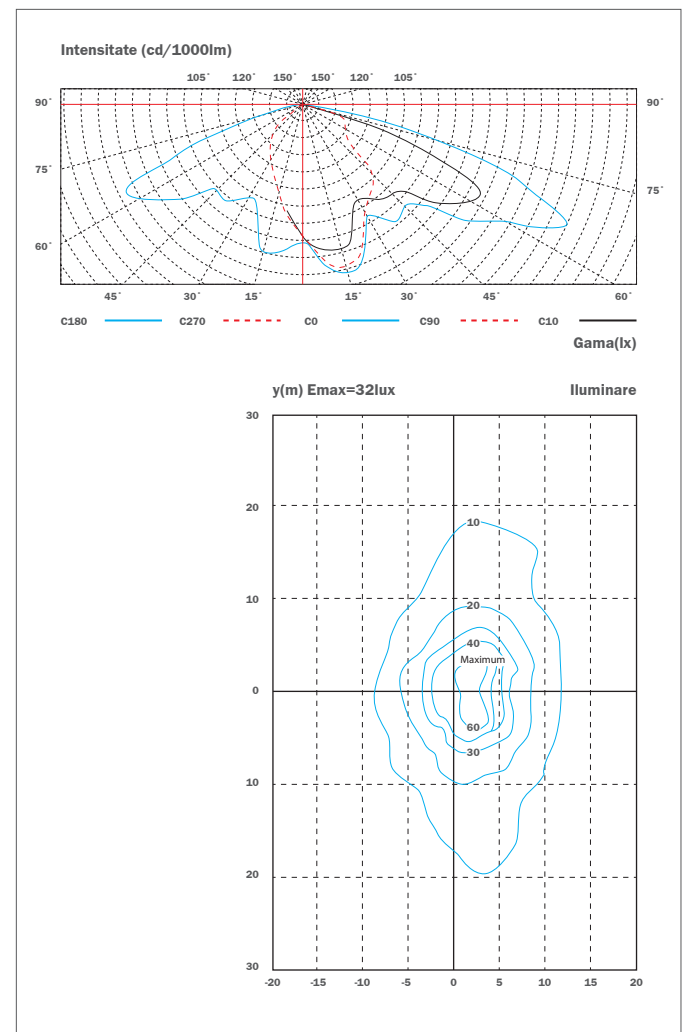 Intensitate (cd/1000lm)
105° 120° 150° 150° 120° 105°
90° 90°
75° 75°
60°
45° 30° 15° 15° 30° 45° 60°
C180 C270 C0 C90 C10
Gama(lx)
y(m) Emax=32lux Iluminare
30
20
10
10
20
10
40
Maximum
0
60
30
10
20
30
-20 -15 -10 -5 0 5 10 15 20